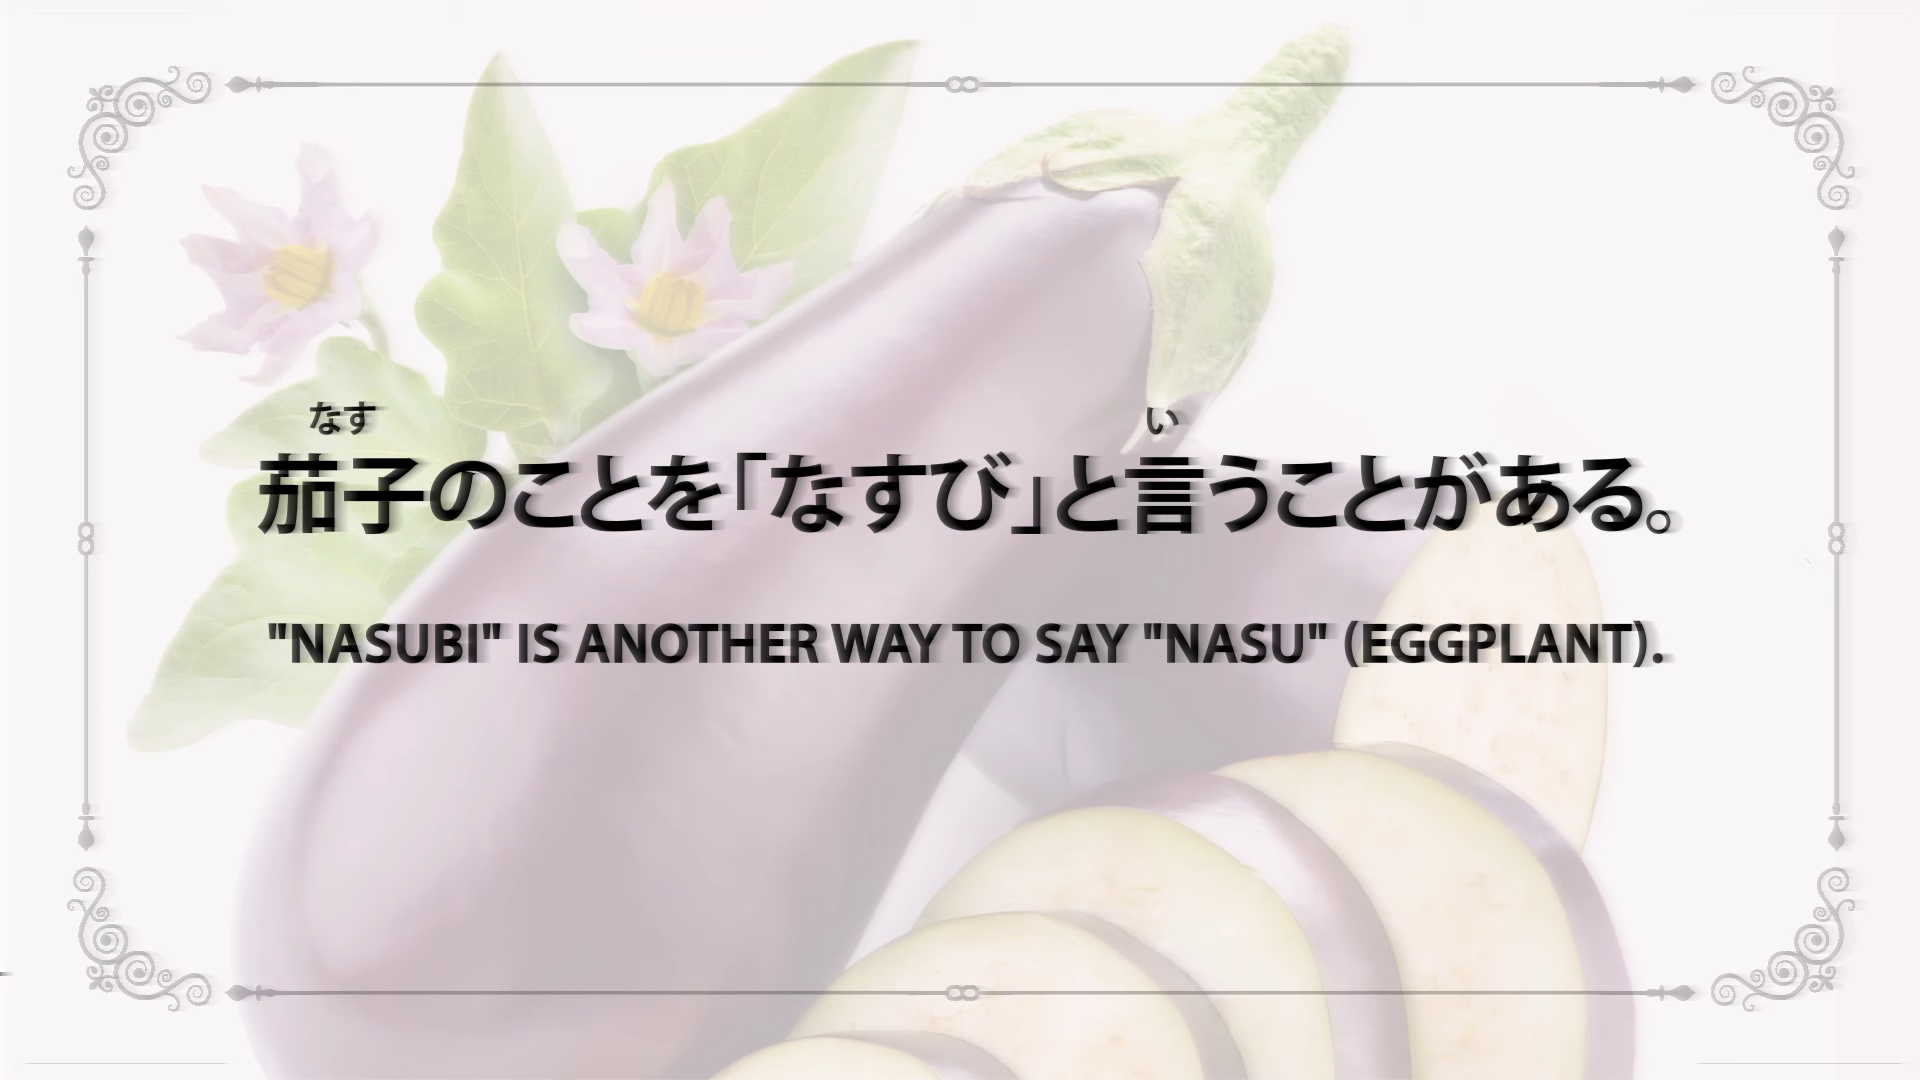 なす い
茄子のことを「なすび」と言うことがある。
"NASUBI" IS ANOTHER WAY TO SAY "NASU" (EGGPLANT).